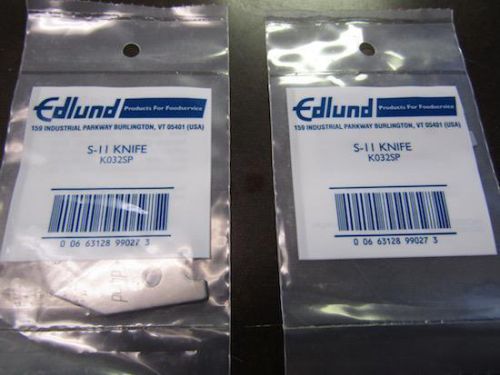 Edlund
Products For Foodservice
159 INDUSTRIAL PARKWAY BURLINGTON, VT 05401 (USA)
S-11 KNIFE
K032SP
0 06 63128 99027 3
Edlund
Products For Foodservice
159 INDUSTRIAL PARKWAY BURLINGTON, VT 05401 (USA)
S-11 KNIFE
K032SP
0 06 63128 99027 3